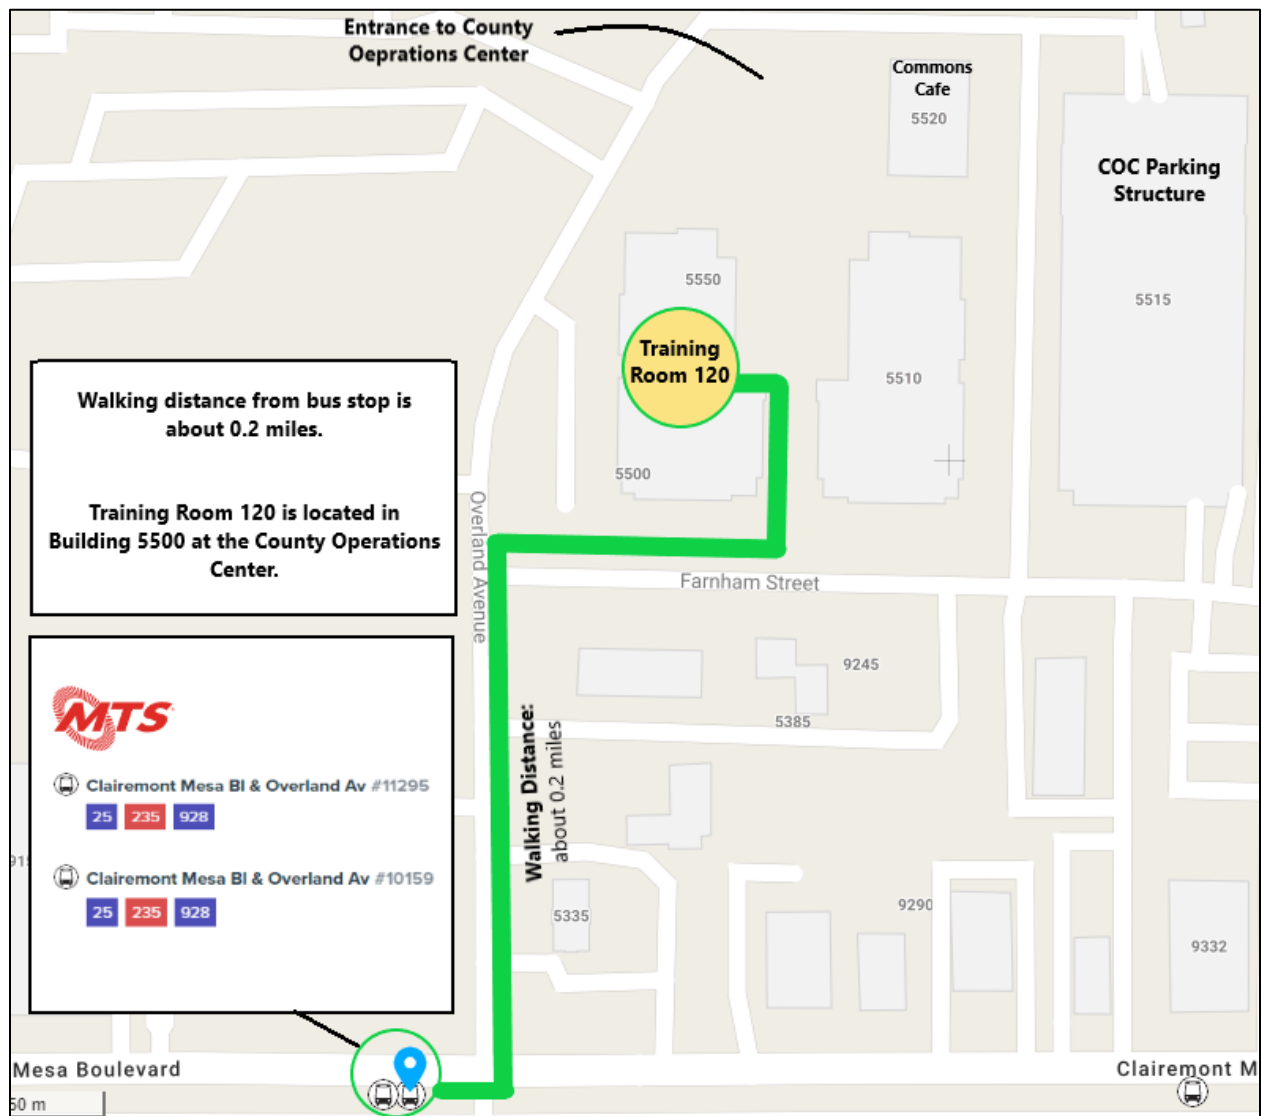 Entrance to County
Oeprations Center
Commons
Cafe
5520
COC Parking
Structure
5550
5515
Training
Room 120
5510
Walking distance from bus stop is
about 0.2 miles.
5500
Training Room 120 is located in
Building 5500 at the County Operations
Center.
Overland Avenue
Farnham Street
9245
5385
MTS
Walking Distance:
about 0.2 miles
Clairemont Mesa Bl & Overland Av #11295
25 235 928
915
Clairemont Mesa Bl & Overland Av #10159
25 235 928
5335
9290
9332
Mesa Boulevard
Clairemont M
50 m